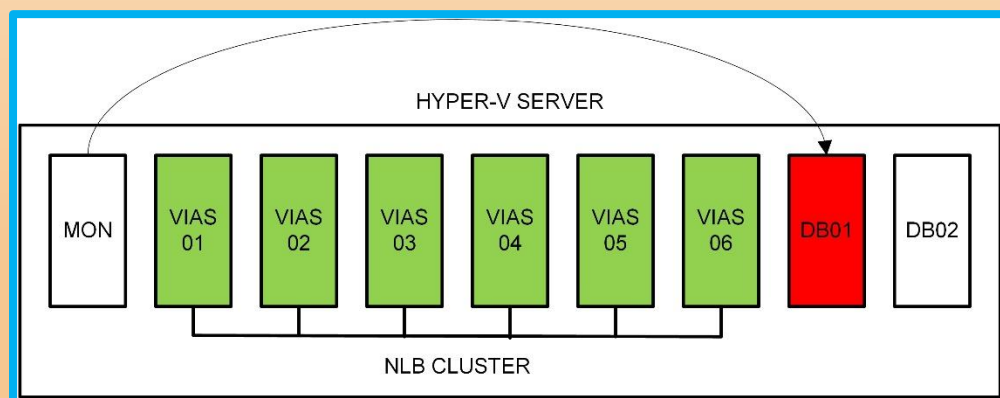 HYPER-V SERVER
MON
VIAS
01
VIAS
02
VIAS
03
VIAS
04
VIAS
05
VIAS
06
DB01
DB02
NLB CLUSTER